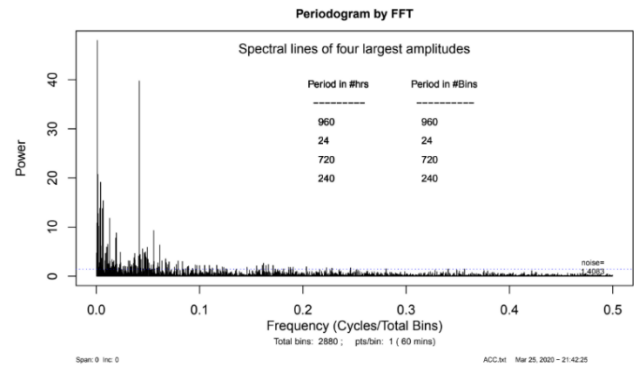 Periodogram by FFT
Spectral lines of four largest amplitudes
Period in #hrs Period in #Bins
--------- ----------
960 960
24 24
720 720
240 240
Power
40
30
20
10
0
noise=
1.4083
0.0 0.1 0.2 0.3 0.4 0.5
Frequency (Cycles/Total Bins)
Total bins: 2880 ; pts/bin: 1 ( 60 mins)
Span: 0 Inc: 0 ACC.txt Mar 25, 2020 − 21:42:25